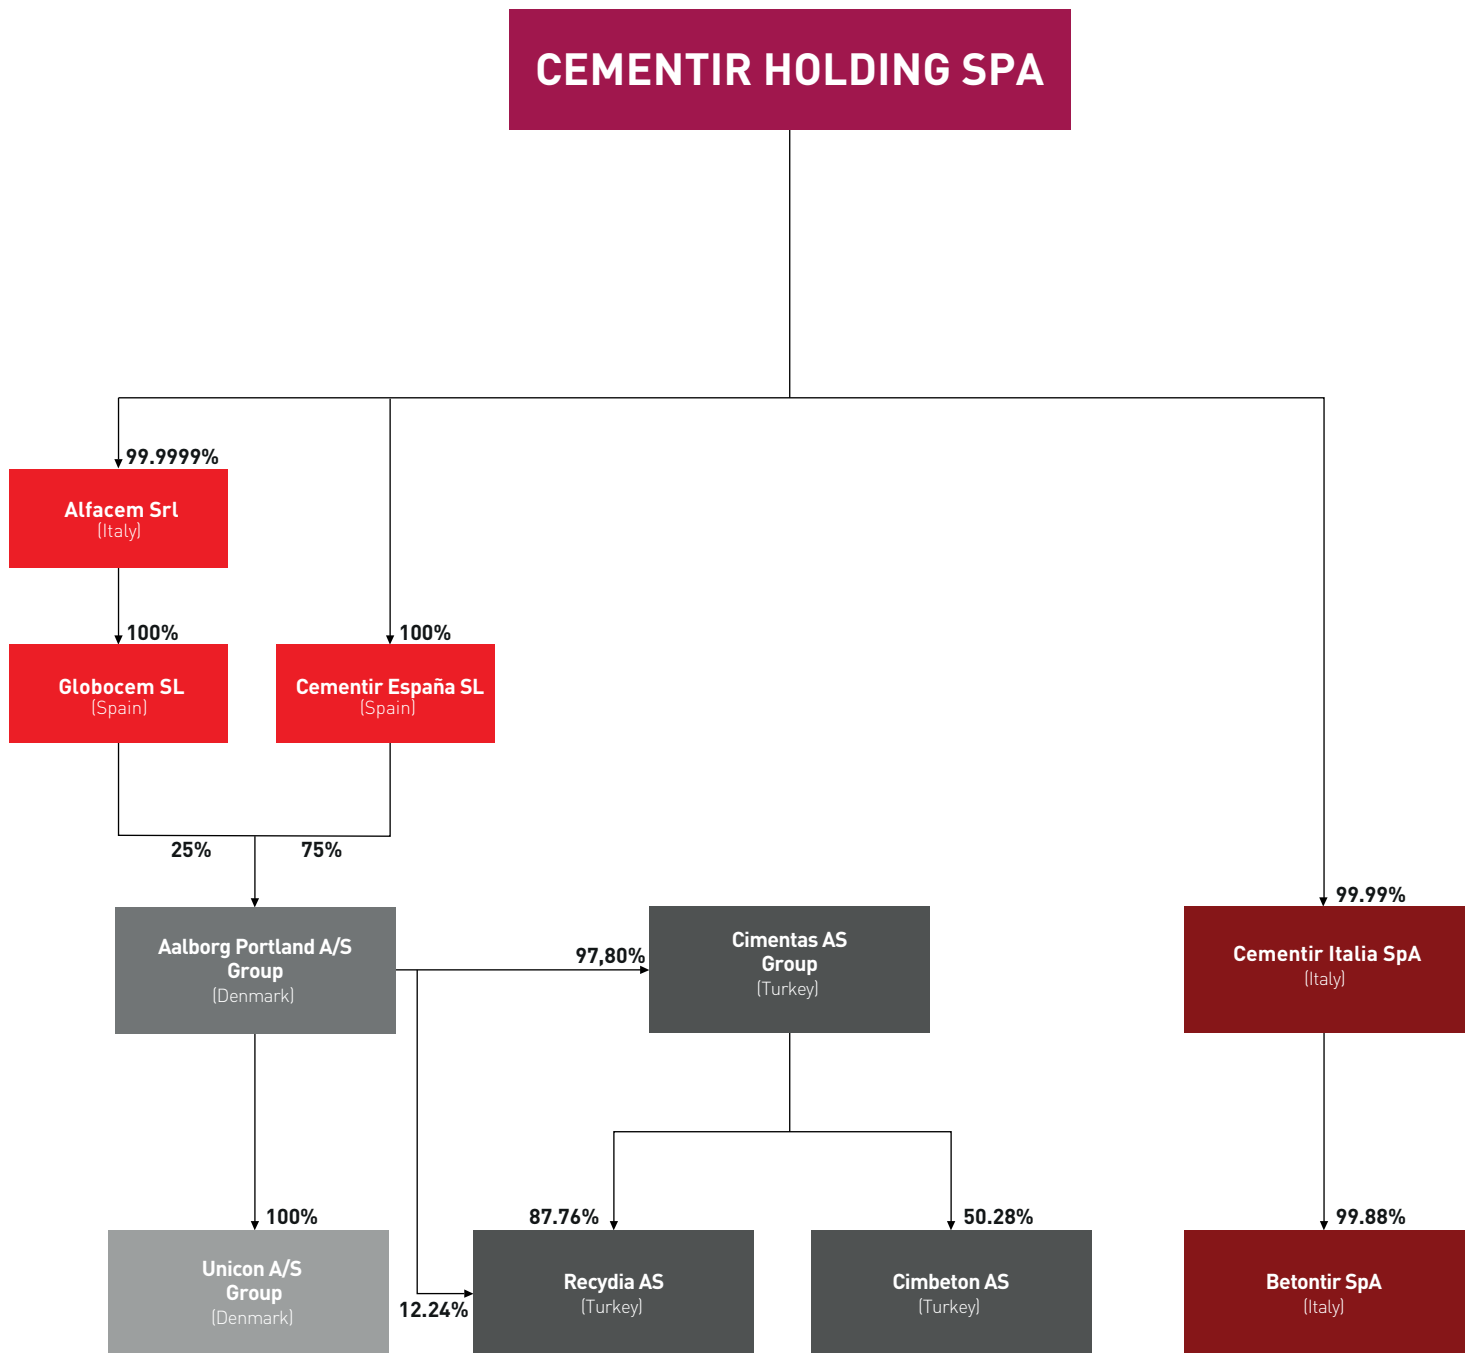 CEMENTIR HOLDING SPA
99.9999%
Alfacem Srl
(Italy)
100%
Globocem SL
(Spain)
100%
Cementir España SL
(Spain)
25%
75%
Aalborg Portland A/S
Group
(Denmark)
97,80%
Cimentas AS
Group
(Turkey)
99.99%
Cementir Italia SpA
(Italy)
100%
Unicon A/S
Group
(Denmark)
12.24%
87.76%
Recydia AS
(Turkey)
50.28%
Cimbeton AS
(Turkey)
99.88%
Betontir SpA
(Italy)